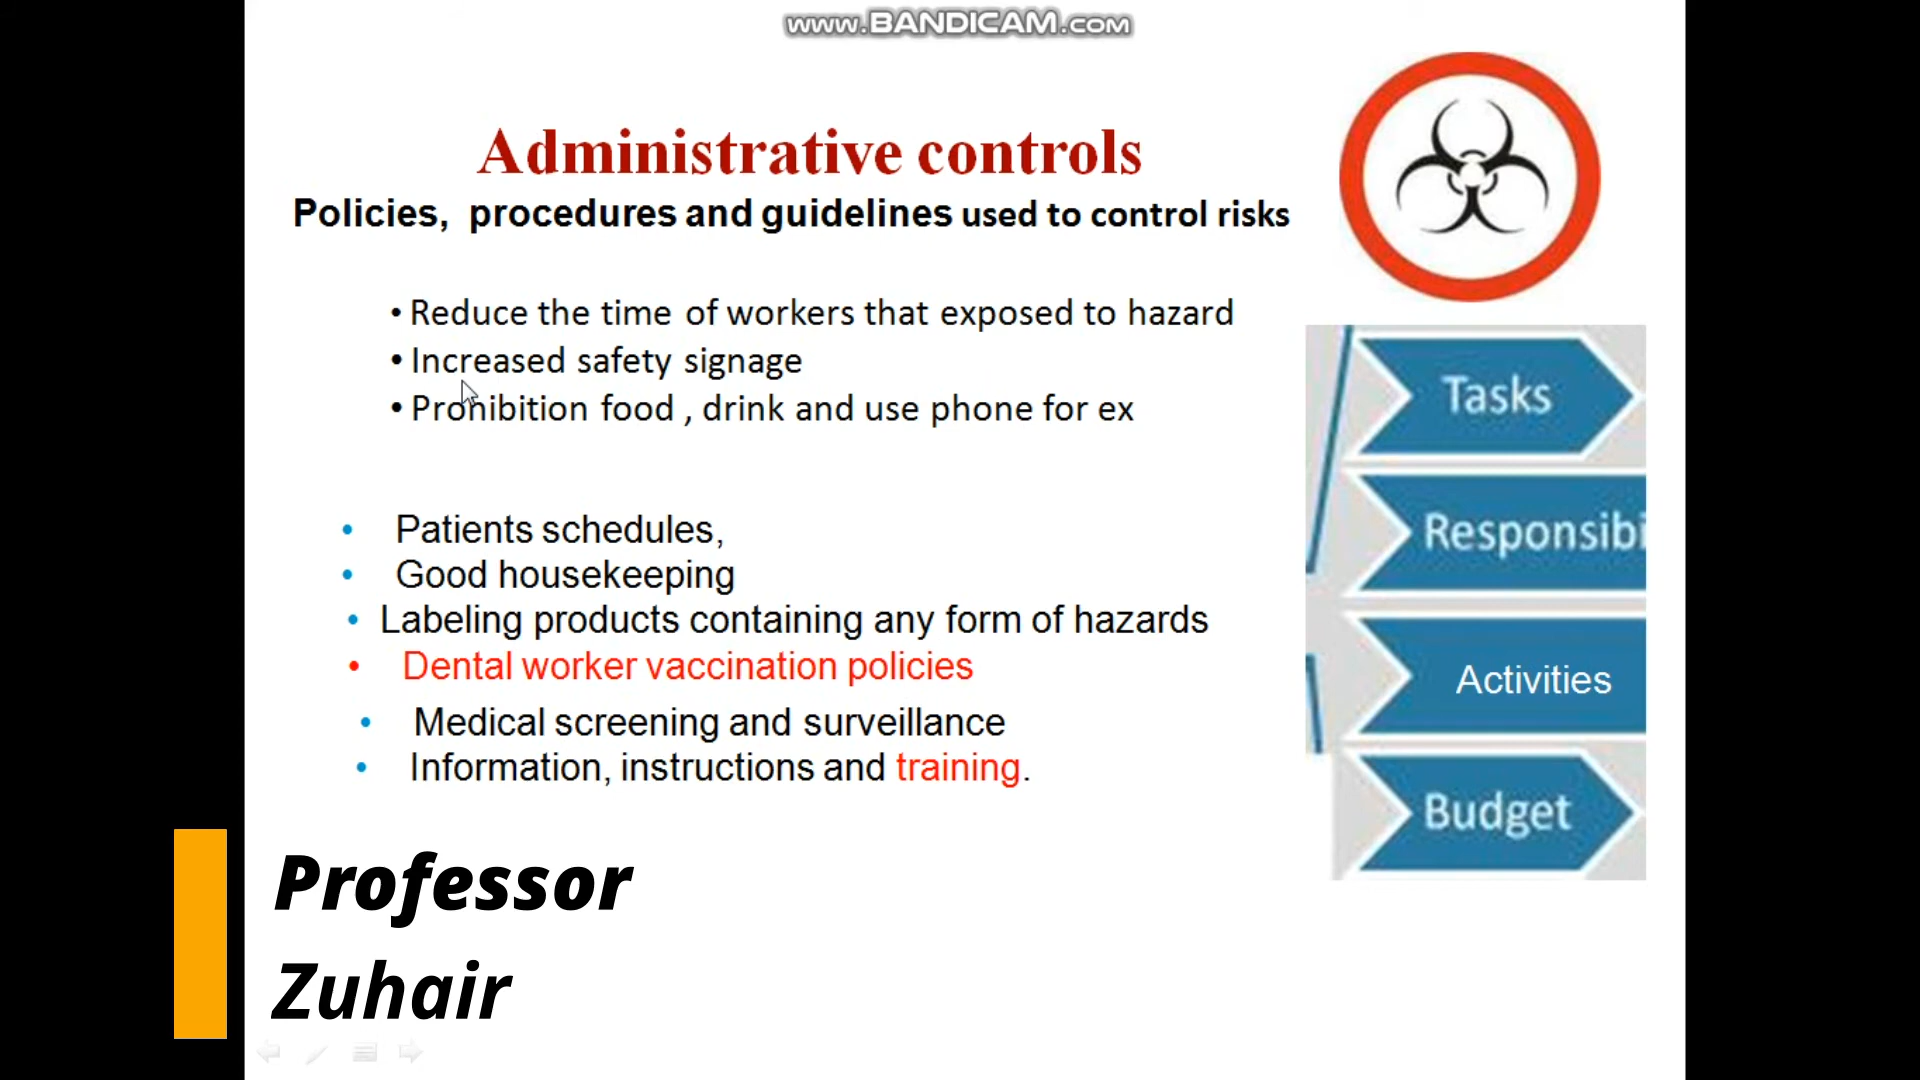 www.BANDICAM.com
Administrative controls
Policies, procedures and guidelines used to control risks
• Reduce the time of workers that exposed to hazard
• Increased safety signage
• Prohibition food , drink and use phone for ex
• Patients schedules,
• Good housekeeping
• Labeling products containing any form of hazards
• Dental worker vaccination policies
• Medical screening and surveillance
• Information, instructions and training.
Tasks
Responsibi
Activities
Budget
Professor
Zuhair